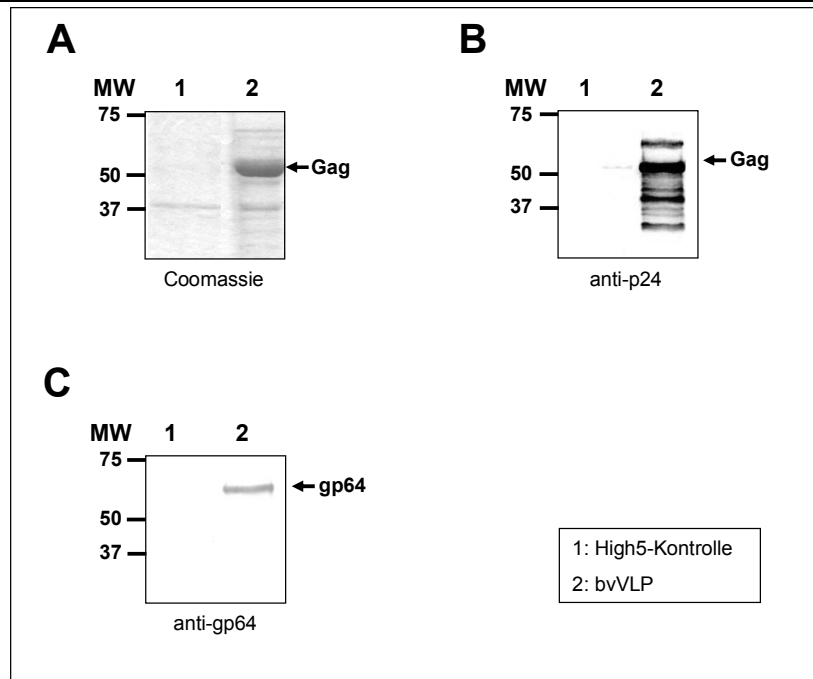 A
MW 1 2
75
50
37
Gag
Coomassie
B
MW 1 2
75
50
37
Gag
anti-p24
C
MW 1 2
75
50
37
gp64
anti-gp64
1: High5-Kontrolle
2: bvVLP